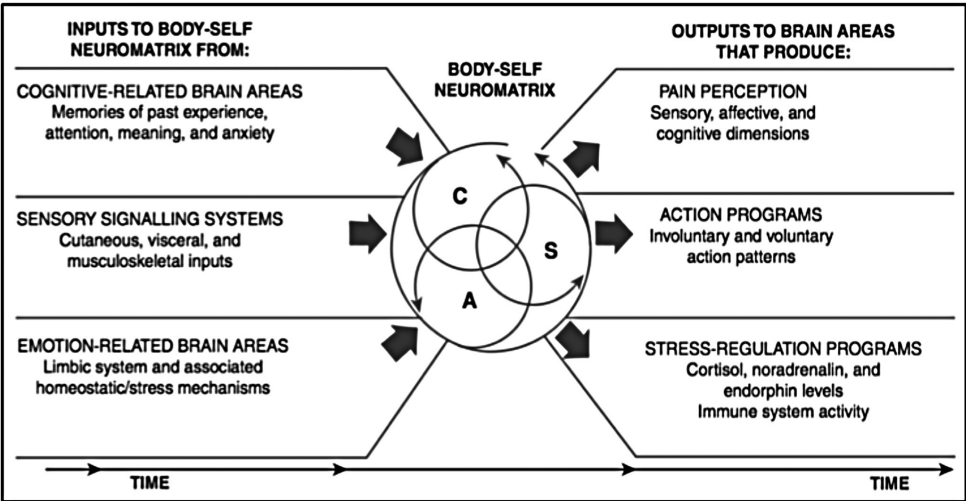 INPUTS TO BODY-SELF
NEUROMATRIX FROM:
COGNITIVE-RELATED BRAIN AREAS
Memories of past experience,
attention, meaning, and anxiety
SENSORY SIGNALLING SYSTEMS
Cutaneous, visceral, and
musculoskeletal inputs
EMOTION-RELATED BRAIN AREAS
Limbic system and associated
homeostatic/stress mechanisms
BODY-SELF
NEUROMATRIX
C
S
A
OUTPUTS TO BRAIN AREAS
THAT PRODUCE:
PAIN PERCEPTION
Sensory, affective, and
cognitive dimensions
ACTION PROGRAMS
Involuntary and voluntary
action patterns
STRESS-REGULATION PROGRAMS
Cortisol, noradrenalin, and
endorphin levels
Immune system activity
TIME
TIME